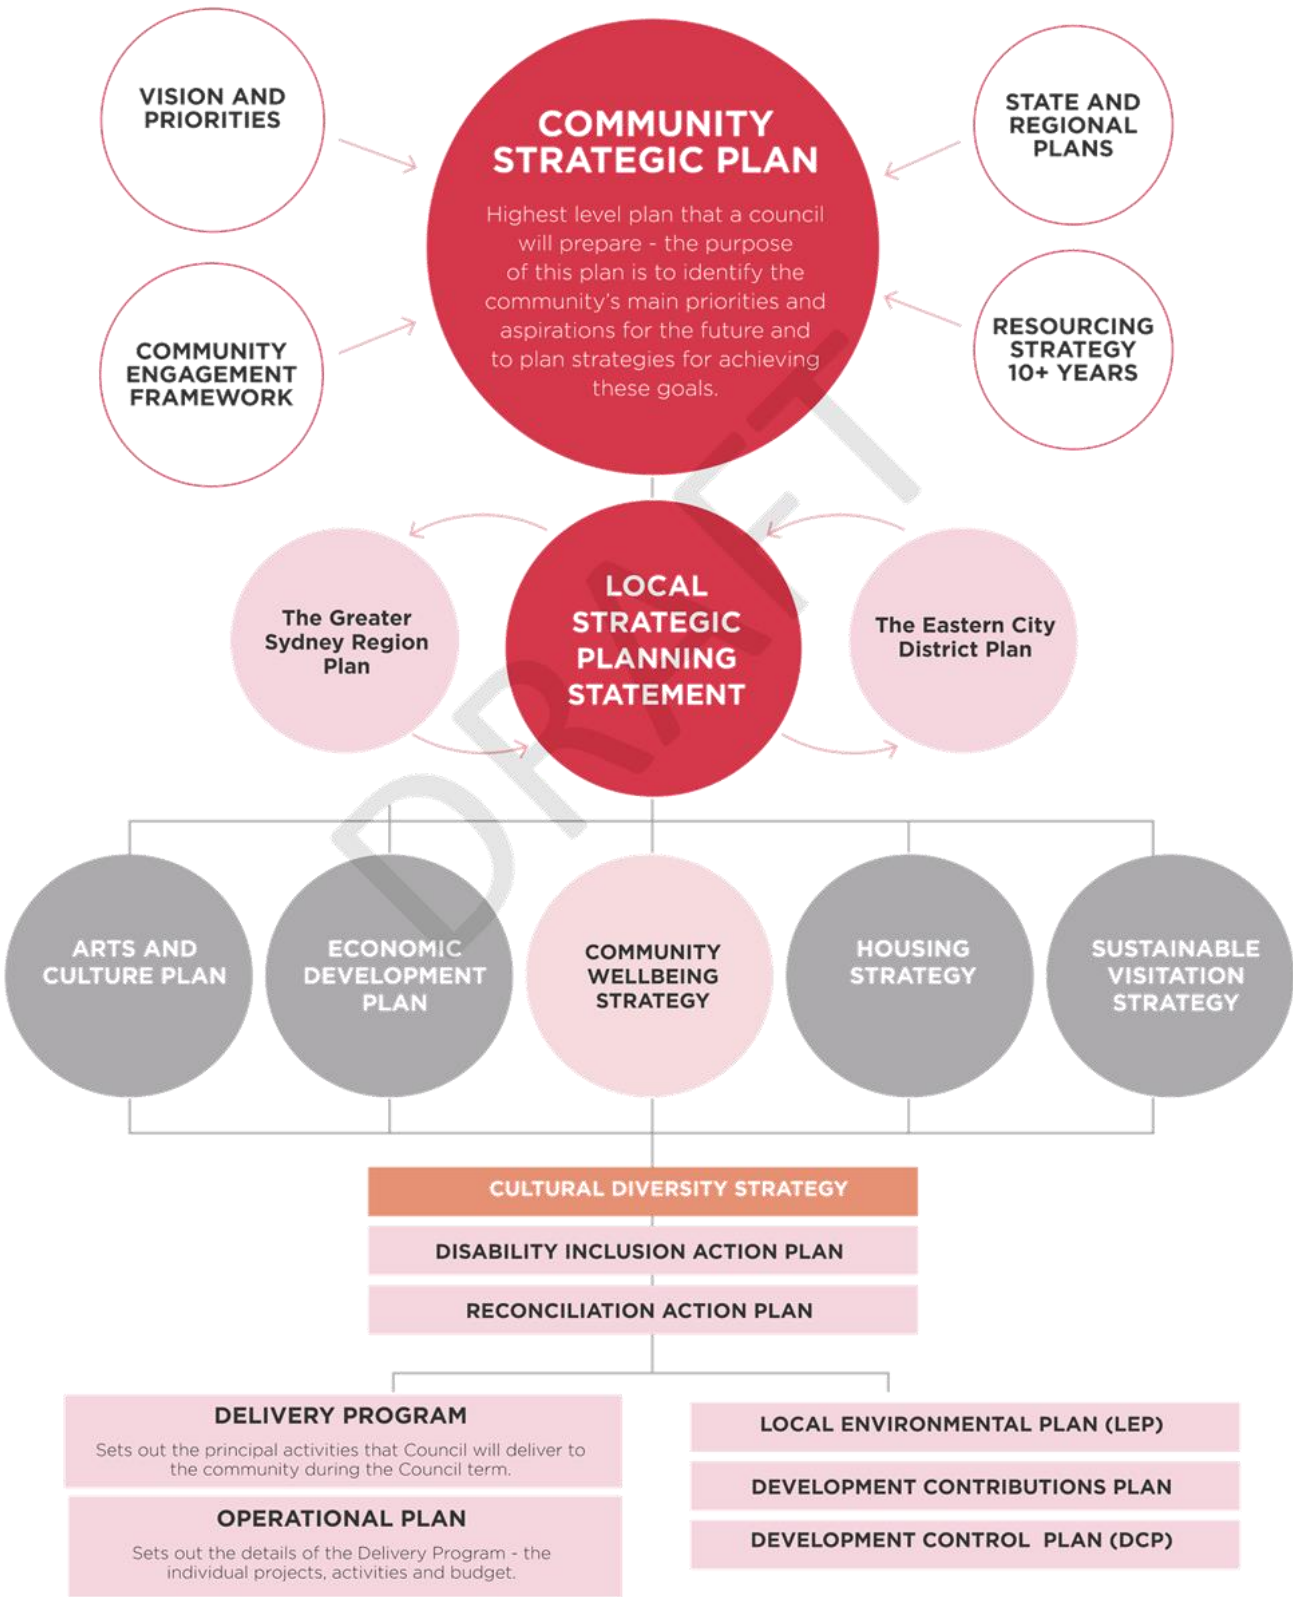 VISION AND
PRIORITIES
COMMUNITY
STRATEGIC PLAN
Highest level plan that a council
will prepare - the purpose
of this plan is to identify the
community's main priorities and
aspirations for the future and
to plan strategies for achieving
these goals.
STATE AND
REGIONAL
PLANS
COMMUNITY
ENGAGEMENT
FRAMEWORK
RESOURCING
STRATEGY
10+ YEARS
The Greater
Sydney Region
Plan
LOCAL
STRATEGIC
PLANNING
STATEMENT
The Eastern City
District Plan
DRAFT
ARTS AND
CULTURE PLAN
ECONOMIC
DEVELOPMENT
PLAN
COMMUNITY
WELLBEING
STRATEGY
HOUSING
STRATEGY
SUSTAINABLE
VISITATION
STRATEGY
CULTURAL DIVERSITY STRATEGY
DISABILITY INCLUSION ACTION PLAN
RECONCILIATION ACTION PLAN
DELIVERY PROGRAM
Sets out the principal activities that Council will deliver to
the community during the Council term.
OPERATIONAL PLAN
Sets out the details of the Delivery Program - the
individual projects, activities and budget.
LOCAL ENVIRONMENTAL PLAN (LEP)
DEVELOPMENT CONTRIBUTIONS PLAN
DEVELOPMENT CONTROL PLAN (DCP)